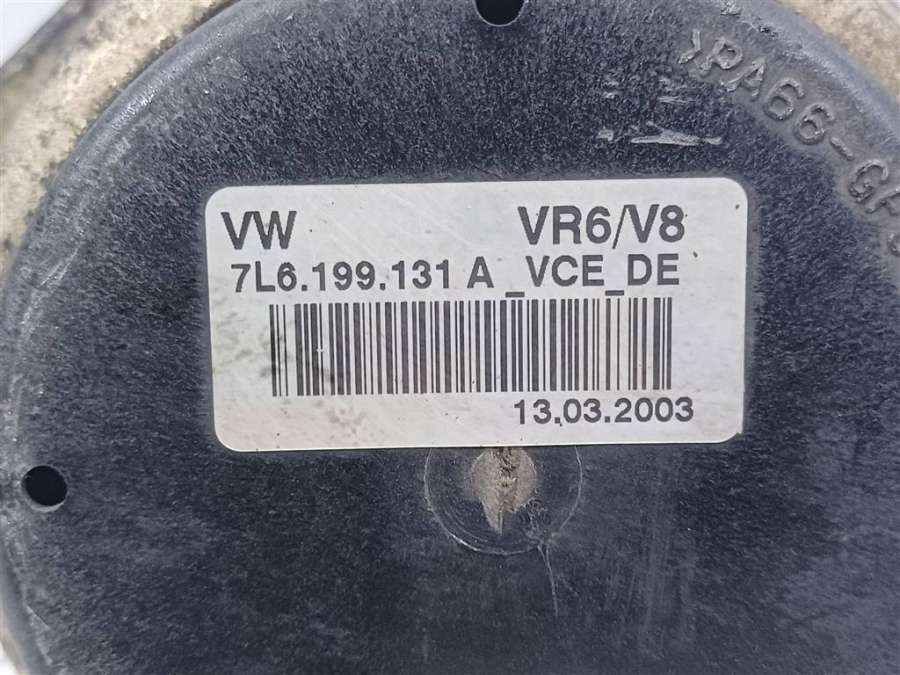 >PA66-GF
VW VR6/V8
7L6.199.131 A _VCE_DE
13.03.2003